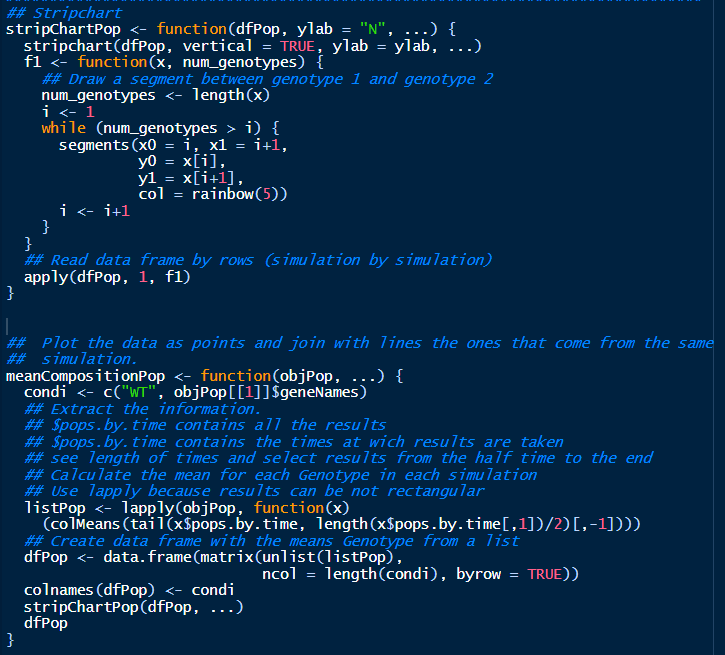 ## Stripchart
stripChartPop <- function(dfPop, ylab = "N", ...) {
  stripchart(dfPop, vertical = TRUE, ylab = ylab, ...)
  f1 <- function(x, num_genotypes) {
    ## Draw a segment between genotype 1 and genotype 2
    num_genotypes <- length(x)
    i <- 1
    while (num_genotypes > i) {
      segments(x0 = i, x1 = i+1,
               y0 = x[i],
               y1 = x[i+1],
               col = rainbow(5))
      i <- i+1
    }
  }
  ## Read data frame by rows (simulation by simulation)
  apply(dfPop, 1, f1)
}
##  Plot the data as points and join with lines the ones that come from the same
##  simulation.
meanCompositionPop <- function(objPop, ...) {
  condi <- c("WT", objPop[[1]]$geneNames)
  ## Extract the information.
  ## $pops.by.time contains all the results
  ## $pops.by.time contains the times at wich results are taken
  ## see length of times and select results from the half time to the end
  ## Calculate the mean for each Genotype in each simulation
  ## Use lapply because results can be not rectangular
  listPop <- lapply(objPop, function(x)
    (colMeans(tail(x$pops.by.time, length(x$pops.by.time[,1])/2)[,-1])))
  ## Create data frame with the means Genotype from a list
  dfPop <- data.frame(matrix(unlist(listPop),
                             ncol = length(condi), byrow = TRUE))
  colnames(dfPop) <- condi
  stripChartPop(dfPop, ...)
  dfPop
}